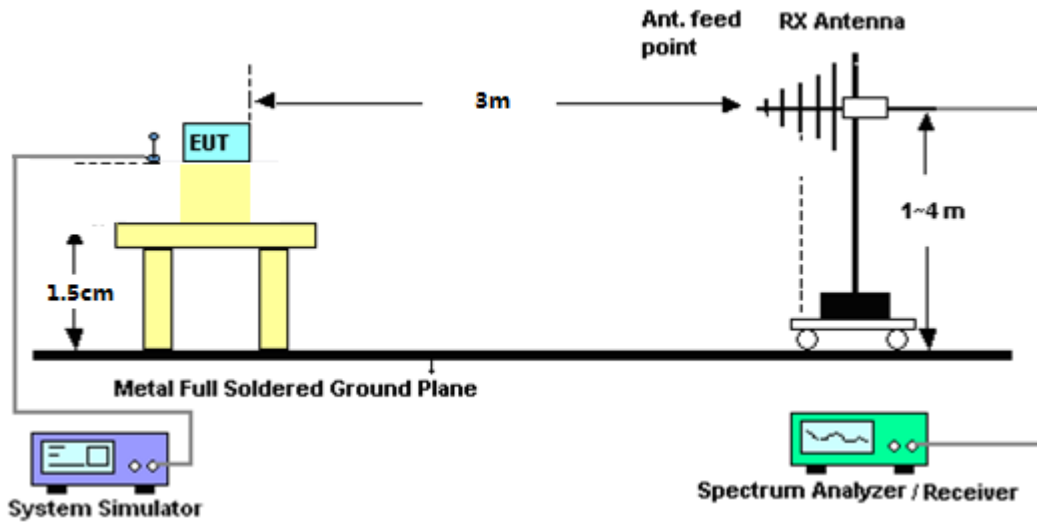 Ant. feed
point
RX Antenna
3m
EUT
1~4 m
1.5cm
Metal Full Soldered Ground Plane
System Simulator
Spectrum Analyzer / Receiver